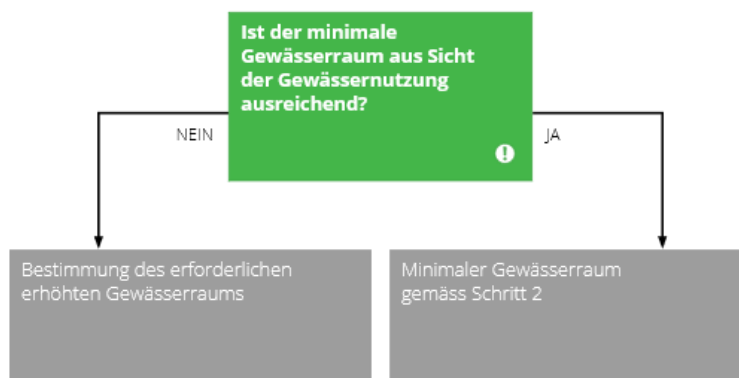 Ist der minimale
Gewässerraum aus Sicht
der Gewässernutzung
ausreichend?
NEIN
JA
Bestimmung des erforderlichen
erhöhten Gewässerraums
Minimaler Gewässerraum
gemäss Schritt 2